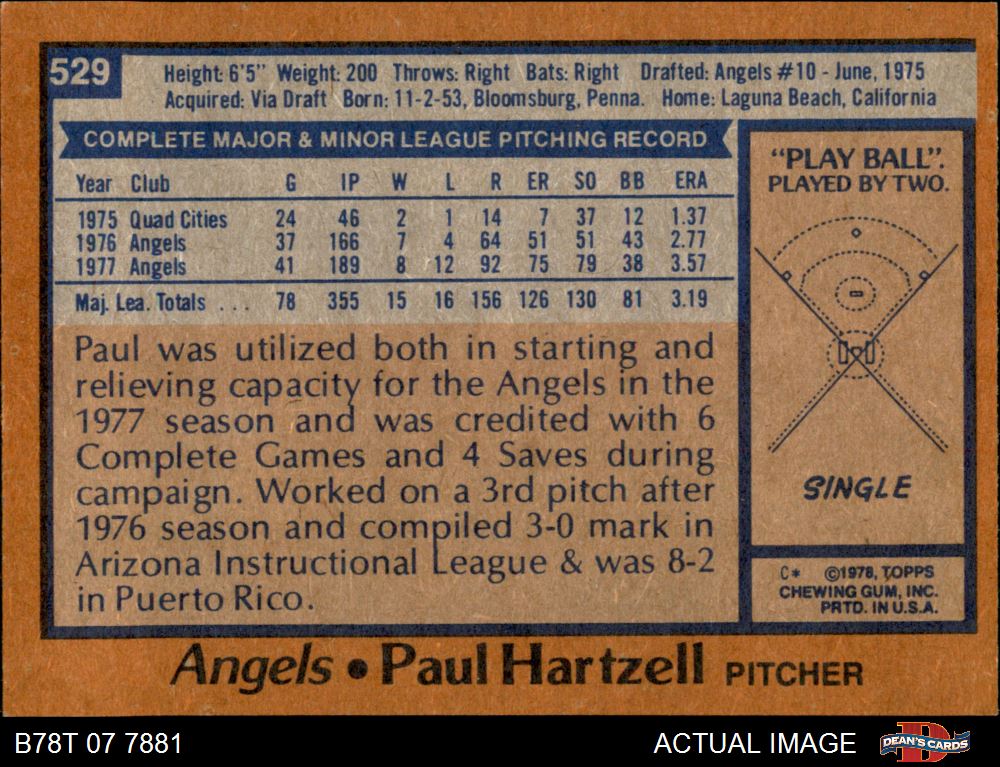 529
Height: 6'5" Weight: 200 Throws: Right Bats: Right Drafted: Angels #10 - June, 1975
Acquired: Via Draft Born: 11-2-53, Bloomsburg, Penna. Home: Laguna Beach, California
COMPLETE MAJOR & MINOR LEAGUE PITCHING RECORD
Year Club G IP W L R ER SO BB ERA
1975 Quad Cities 24 46 2 1 14 7 37 12 1.37
1976 Angels 37 166 7 4 64 51 51 43 2.77
1977 Angels 41 189 8 12 92 75 79 38 3.57
Maj. Lea. Totals ... 78 355 15 16 156 126 130 81 3.19
Paul was utilized both in starting and
relieving capacity for the Angels in the
1977 season and was credited with 6
Complete Games and 4 Saves during
campaign. Worked on a 3rd pitch after
1976 season and compiled 3-0 mark in
Arizona Instructional League & was 8-2
in Puerto Rico.
"PLAY BALL".
PLAYED BY TWO.
SINGLE
C* ©1978, TOPPS
CHEWING GUM, INC.
PRTD. IN U.S.A.
Angels • Paul Hartzell PITCHER
B78T 07 7881
ACTUAL IMAGE
DEAN'S CARDS